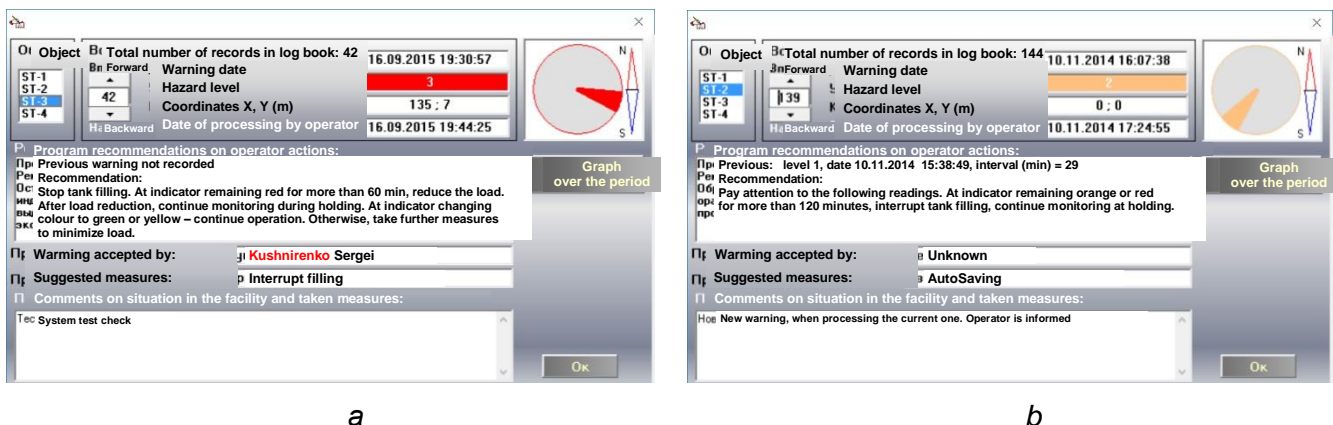 Object Total number of records in log book: 42
Forward
ST-1
ST-2
ST-3
ST-4
42
Backward
Warning date 16.09.2015 19:30:57
Hazard level 3
Coordinates X, Y (m) 135 ; 7
Date of processing by operator 16.09.2015 19:44:25
N
S
Program recommendations on operator actions:
Previous warning not recorded
Recommendation:
Stop tank filling. At indicator remaining red for more than 60 min, reduce the load.
After load reduction, continue monitoring during holding. At indicator changing
colour to green or yellow – continue operation. Otherwise, take further measures
to minimize load.
Graph
over the period
Warming accepted by: Kushnirenko Sergei
Suggested measures: Interrupt filling
Comments on situation in the facility and taken measures:
System test check
Ок
a
Object Total number of records in log book: 144
Forward
ST-1
ST-2
ST-3
ST-4
139
Backward
Warning date 10.11.2014 16:07:38
Hazard level 2
Coordinates X, Y (m) 0 ; 0
Date of processing by operator 10.11.2014 17:24:55
N
S
Program recommendations on operator actions:
Previous: level 1, date 10.11.2014 15:38:49, interval (min) = 29
Recommendation:
Pay attention to the following readings. At indicator remaining orange or red
for more than 120 minutes, interrupt tank filling, continue monitoring at holding.
Graph
over the period
Warming accepted by: Unknown
Suggested measures: AutoSaving
Comments on situation in the facility and taken measures:
New warning, when processing the current one. Operator is informed
Ок
b